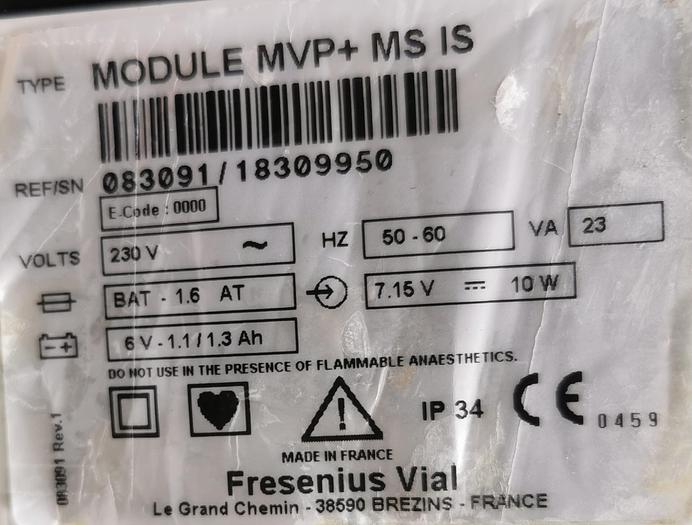 TYPE MODULE MVP+ MS IS
REF/SN 083091/18309950
E.Code : 0000
VOLTS 230 V ~ HZ 50 - 60 VA 23
BAT - 1.6 AT 7.15 V ⎓ 10 W
6 V - 1.1 / 1.3 Ah
DO NOT USE IN THE PRESENCE OF FLAMMABLE ANAESTHETICS.
IP 34 CE 0459
MADE IN FRANCE
Fresenius Vial
Le Grand Chemin - 38590 BREZINS - FRANCE
083091 Rev.1